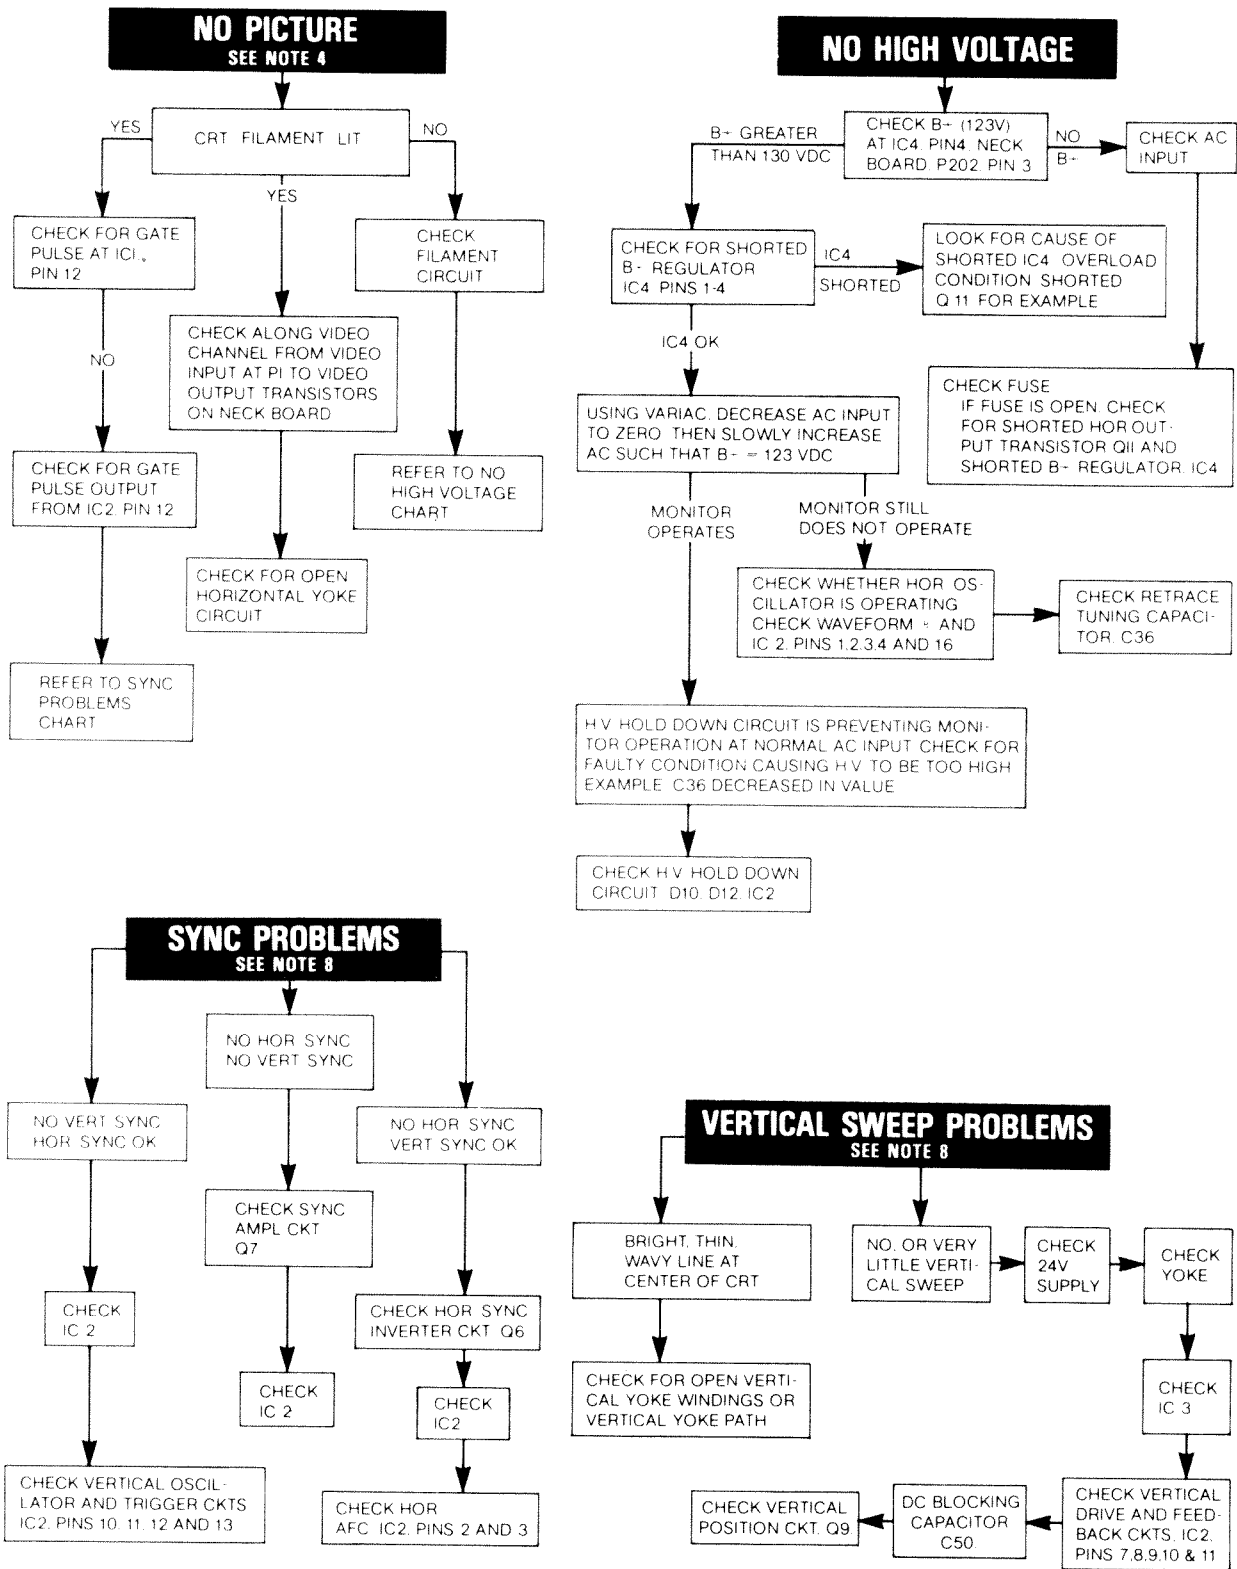 NO PICTURE
SEE NOTE 4
YES
CRT FILAMENT LIT
NO
YES
CHECK FOR GATE
PULSE AT IC1.,
PIN 12
CHECK
FILAMENT
CIRCUIT
CHECK ALONG VIDEO
CHANNEL FROM VIDEO
INPUT AT PI TO VIDEO
OUTPUT TRANSISTORS
ON NECK BOARD
NO
CHECK FOR GATE
PULSE OUTPUT
FROM IC2. PIN 12
REFER TO NO
HIGH VOLTAGE
CHART
CHECK FOR OPEN
HORIZONTAL YOKE
CIRCUIT
REFER TO SYNC
PROBLEMS
CHART
NO HIGH VOLTAGE
B+ GREATER
THAN 130 VDC
CHECK B+ (123V)
AT IC4. PIN4. NECK
BOARD. P202. PIN 3
NO
B+
CHECK AC
INPUT
CHECK FOR SHORTED
B+ REGULATOR
IC4 PINS 1-4
IC4
SHORTED
LOOK FOR CAUSE OF
SHORTED IC4 OVERLOAD
CONDITION SHORTED
Q 11 FOR EXAMPLE
IC4 OK
CHECK FUSE
IF FUSE IS OPEN. CHECK
FOR SHORTED HOR OUT-
PUT TRANSISTOR QII AND
SHORTED B+ REGULATOR. IC4
USING VARIAC. DECREASE AC INPUT
TO ZERO THEN SLOWLY INCREASE
AC SUCH THAT B+ = 123 VDC
MONITOR
OPERATES
MONITOR STILL
DOES NOT OPERATE
CHECK WHETHER HOR OS-
CILLATOR IS OPERATING
CHECK WAVEFORM AND
IC 2. PINS 1.2.3.4 AND 16
CHECK RETRACE
TUNING CAPACI-
TOR. C36
H V HOLD DOWN CIRCUIT IS PREVENTING MONI-
TOR OPERATION AT NORMAL AC INPUT CHECK FOR
FAULTY CONDITION CAUSING H V TO BE TOO HIGH
EXAMPLE C36 DECREASED IN VALUE
CHECK H V HOLD DOWN
CIRCUIT D10. D12. IC2
SYNC PROBLEMS
SEE NOTE 8
NO HOR SYNC
NO VERT SYNC
NO VERT SYNC
HOR SYNC OK
NO HOR SYNC
VERT SYNC OK
CHECK SYNC
AMPL CKT
Q7
CHECK
IC 2
CHECK HOR SYNC
INVERTER CKT Q6
CHECK
IC 2
CHECK
IC2
CHECK VERTICAL OSCIL-
LATOR AND TRIGGER CKTS
IC2. PINS 10. 11. 12 AND 13
CHECK HOR
AFC IC2. PINS 2 AND 3
VERTICAL SWEEP PROBLEMS
SEE NOTE 8
BRIGHT. THIN.
WAVY LINE AT
CENTER OF CRT
NO. OR VERY
LITTLE VERTI-
CAL SWEEP
CHECK
24V
SUPPLY
CHECK
YOKE
CHECK FOR OPEN VERTI-
CAL YOKE WINDINGS OR
VERTICAL YOKE PATH
CHECK
IC 3
CHECK VERTICAL
POSITION CKT. Q9.
DC BLOCKING
CAPACITOR
C50.
CHECK VERTICAL
DRIVE AND FEED-
BACK CKTS. IC2.
PINS 7.8.9.10 & 11